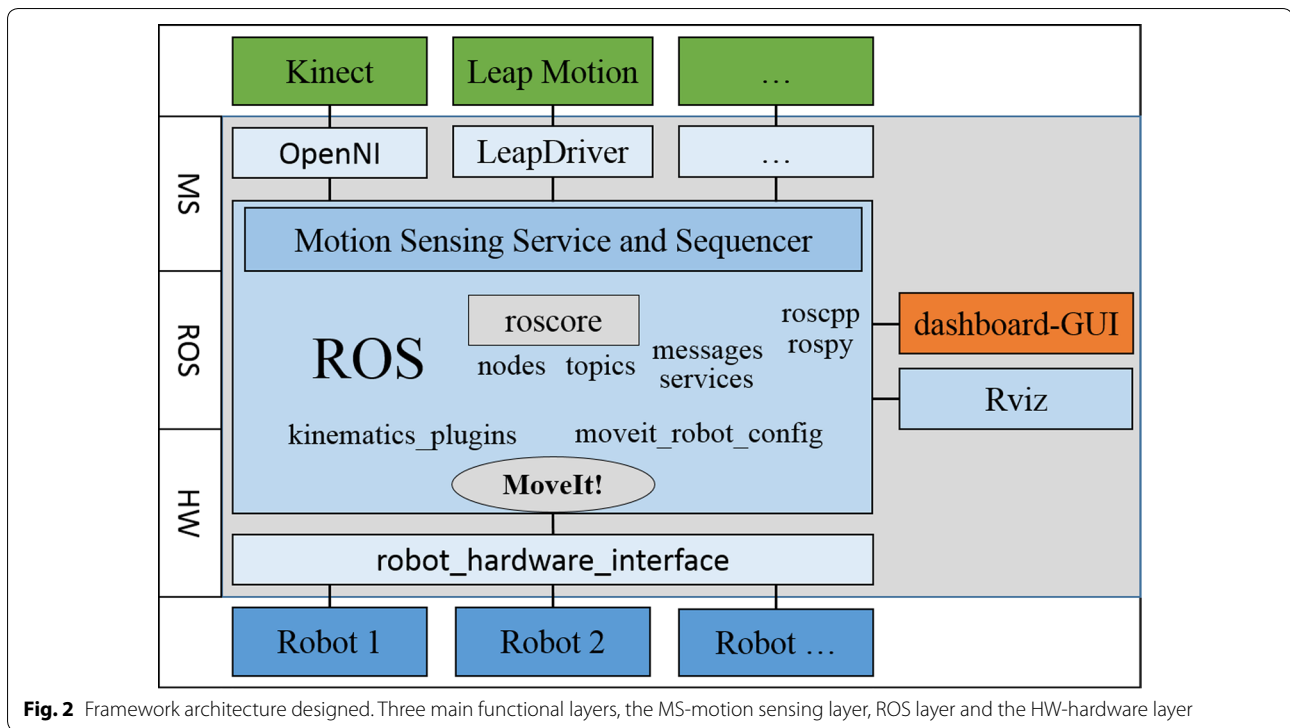 Kinect
Leap Motion
...
OpenNI
LeapDriver
...
MS
Motion Sensing Service and Sequencer
ROS
ROS
roscore
nodes topics messages
services
roscpp
rospy
dashboard-GUI
Rviz
kinematics_plugins
moveit_robot_config
HW
MoveIt!
robot_hardware_interface
Robot 1
Robot 2
Robot ...
Fig. 2 Framework architecture designed. Three main functional layers, the MS-motion sensing layer, ROS layer and the HW-hardware layer